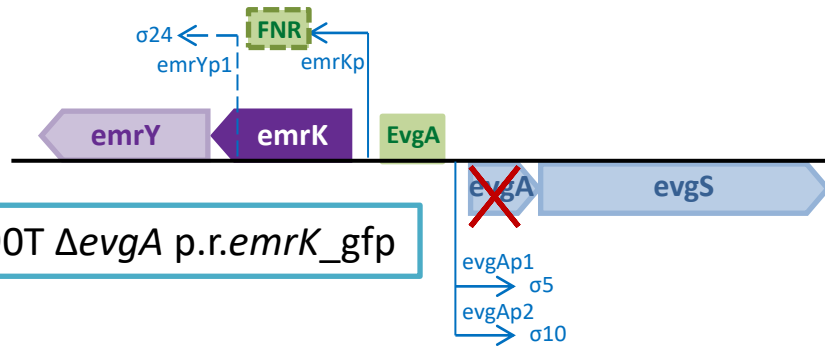 σ24
FNR
emrYp1
emrKp
emrY
emrK
EvgA
evgA
evgS
0T ΔevgA p.r.emrK_gfp
evgAp1
σ5
evgAp2
σ10